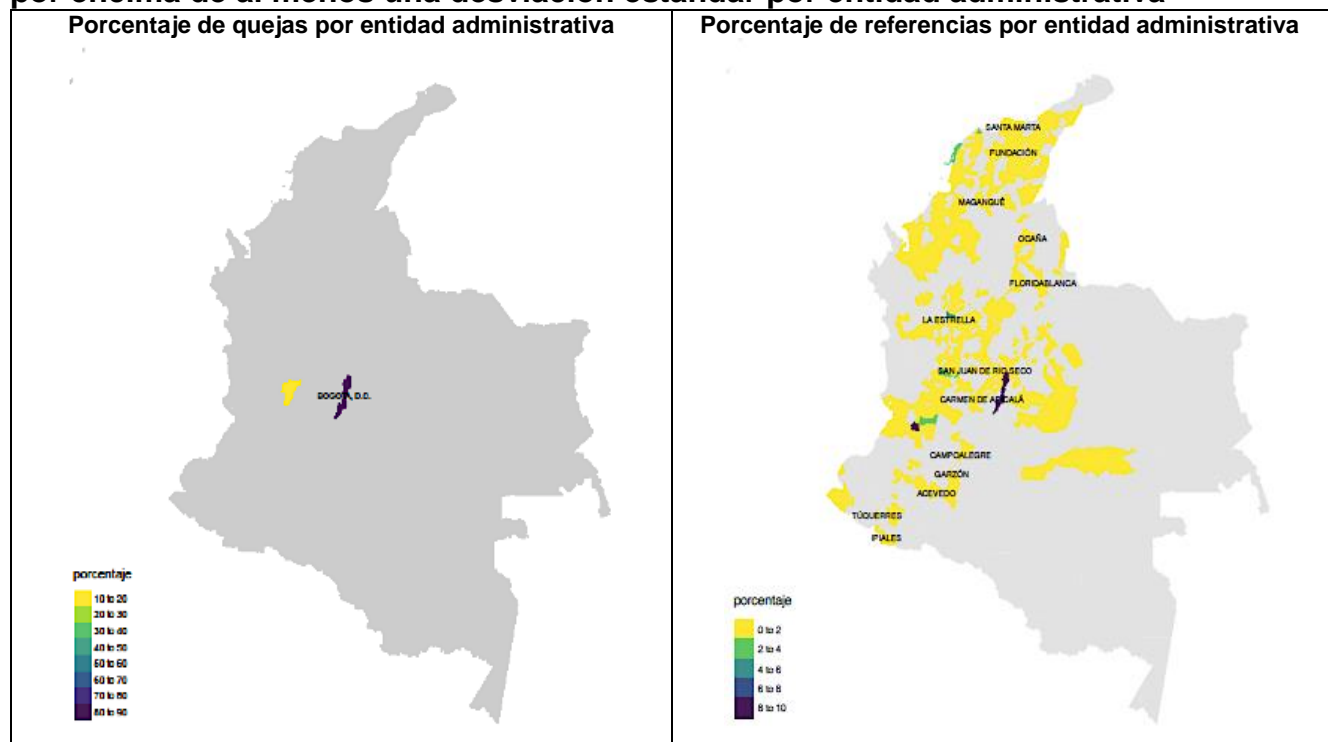 por encima de al menos una desviación estándar por entidad administrativa
Porcentaje de quejas por entidad administrativa
BOGOTÁ, D.C.
porcentaje
10 to 20
20 to 30
30 to 40
40 to 50
50 to 60
60 to 70
70 to 80
80 to 90
Porcentaje de referencias por entidad administrativa
SANTA MARTA
FUNDACIÓN
MAGANGUÉ
OCAÑA
FLORIDABLANCA
LA ESTRELLA
SAN JUAN DE RIO SECO
CARMEN DE APICALÁ
CAMPOALEGRE
GARZÓN
ACEVEDO
TÚQUERRES
IPIALES
porcentaje
0 to 2
2 to 4
4 to 6
6 to 8
8 to 10